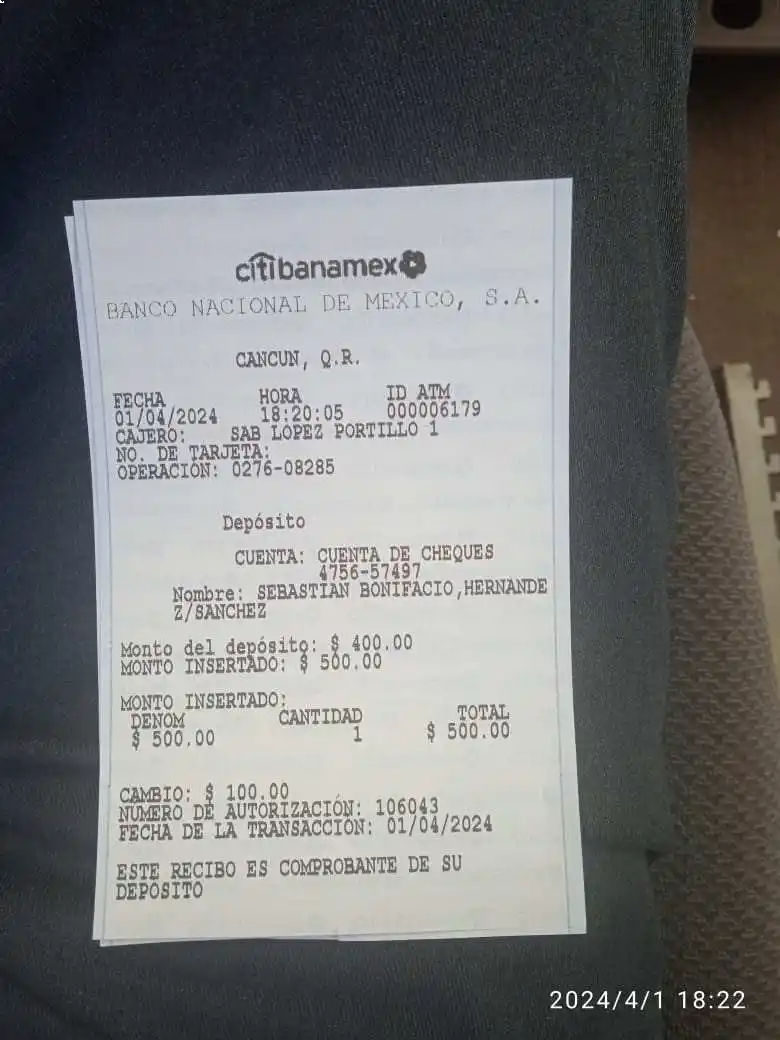 citibanamex
BANCO NACIONAL DE MEXICO, S.A.
CANCUN, Q.R.
FECHA HORA ID ATM
01/04/2024 18:20:05 000006179
CAJERO: SAB LOPEZ PORTILLO 1
NO. DE TARJETA:
OPERACIÓN: 0276-08285
Depósito
CUENTA: CUENTA DE CHEQUES
4756-57497
Nombre: SEBASTIAN BONIFACIO,HERNANDE
Z/SANCHEZ
Monto del depósito: $ 400.00
MONTO INSERTADO: $ 500.00
MONTO INSERTADO:
DENOM CANTIDAD TOTAL
$ 500.00 1 $ 500.00
CAMBIO: $ 100.00
NUMERO DE AUTORIZACIÓN: 106043
FECHA DE LA TRANSACCIÓN: 01/04/2024
ESTE RECIBO ES COMPROBANTE DE SU
DEPÓSITO
2024/4/1 18:22